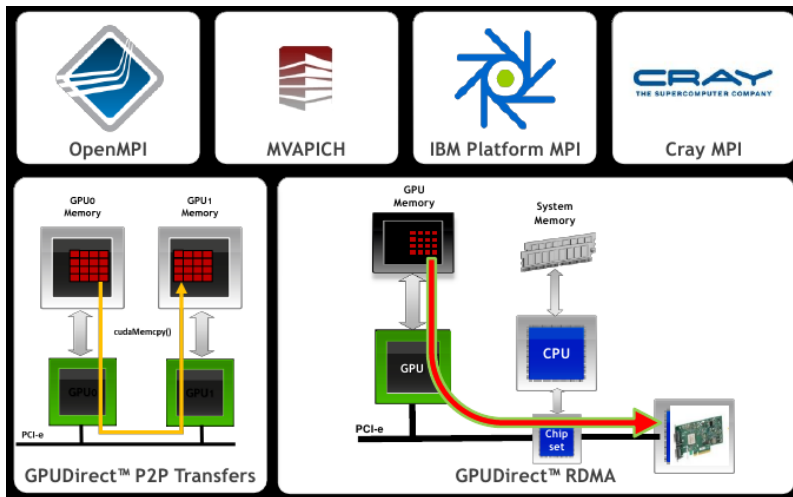 CRAY
THE SUPERCOMPUTER COMPANY
OpenMPI
MVAPICH
IBM Platform MPI
Cray MPI
GPU0
Memory
GPU1
Memory
cudaMemcpy()
GPU0
GPU1
PCI-e
GPUDirect™ P2P Transfers
GPU
Memory
System
Memory
GPU
CPU
PCI-e
Chip
set
GPUDirect™ RDMA